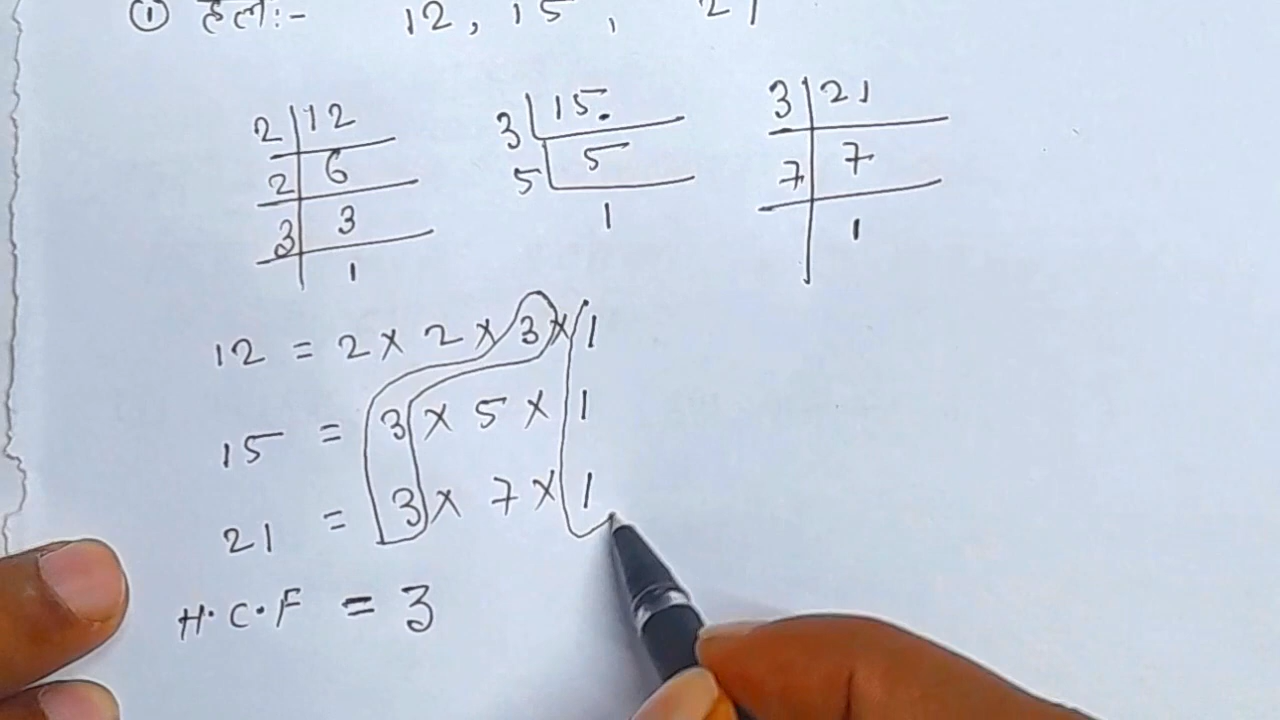 ① हल:- 12, 15, 21
2 12 3 15. 3 21
2 6 5 5 7 7
3 3 1 1
1
12 = 2 × 2 × 3 × 1
15 = 3 × 5 × 1
21 = 3 × 7 × 1
H.C.F = 3